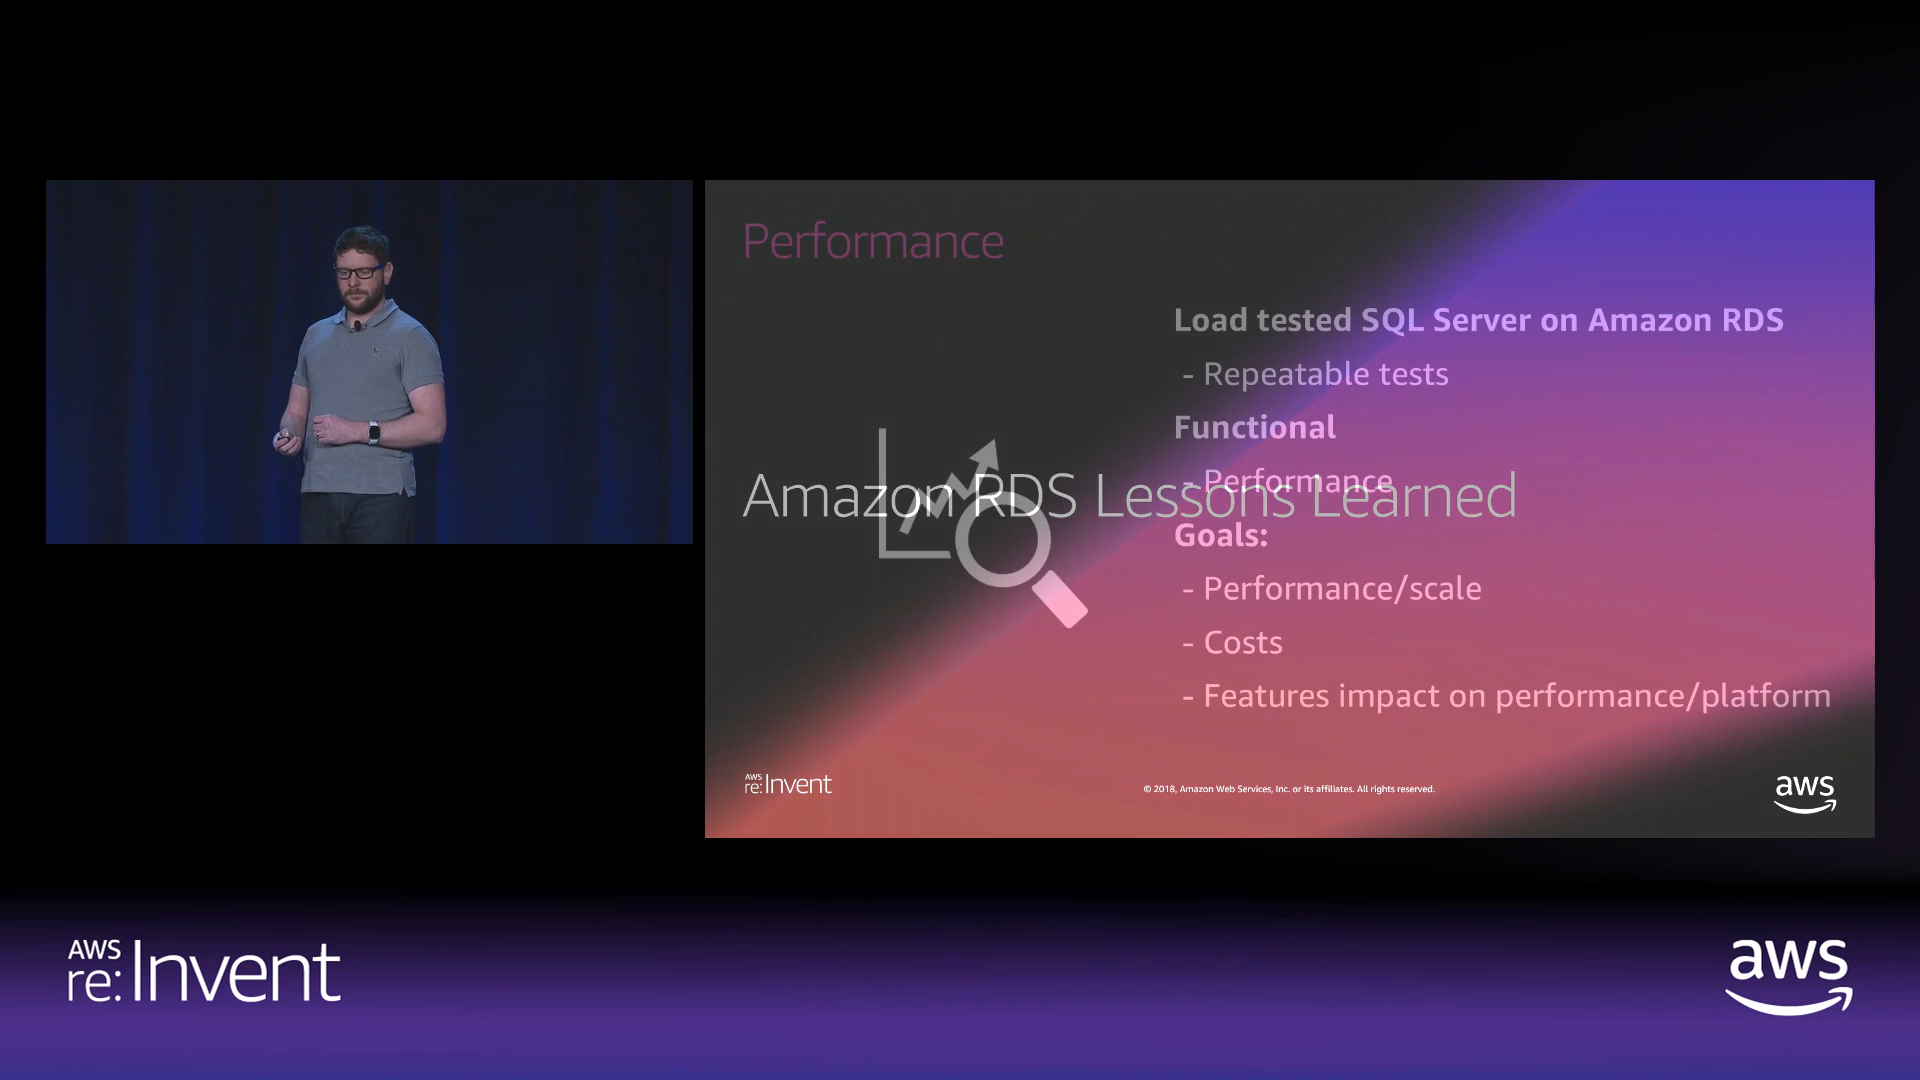 Performance
Load tested SQL Server on Amazon RDS
- Repeatable tests
Functional
- Performance
Amazon RDS Lessons Learned
Goals:
- Performance/scale
- Costs
- Features impact on performance/platform
AWS
re:Invent
© 2018, Amazon Web Services, Inc. or its affiliates. All rights reserved.
aws
AWS
re:Invent
aws